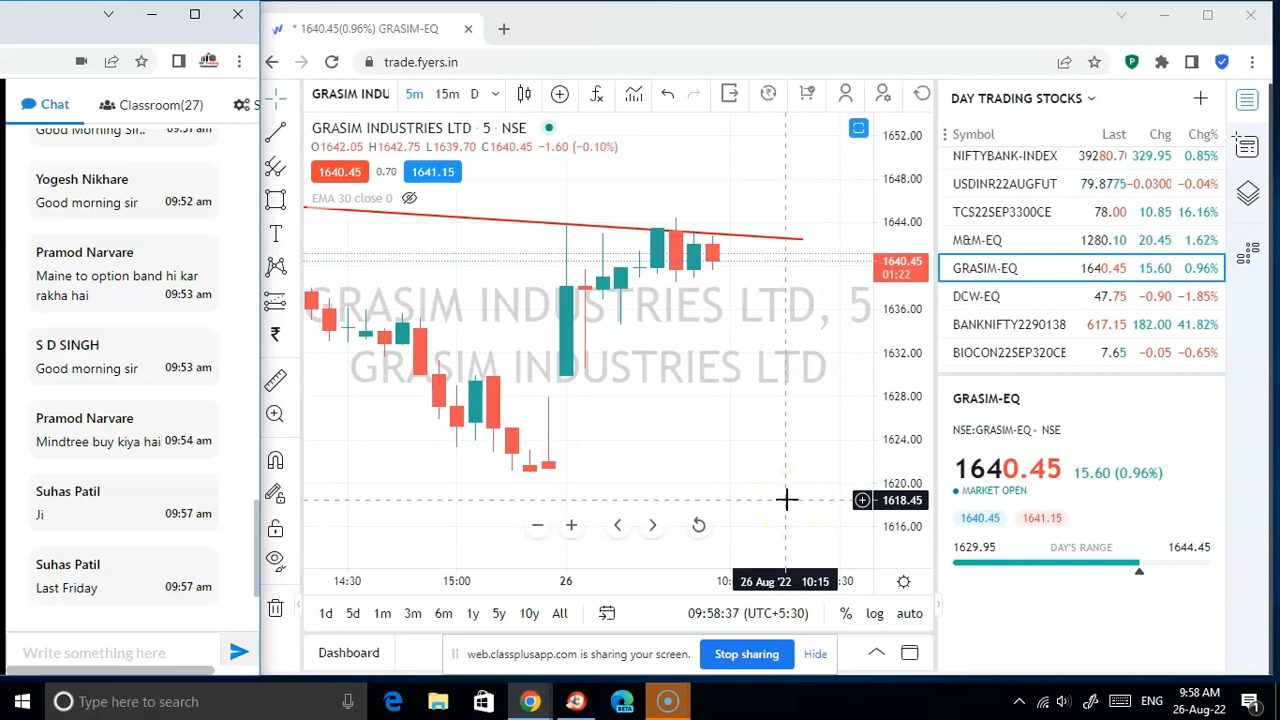 Chat
Classroom(27)
S
Good Morning Sir..
09:51 am
Yogesh Nikhare
Good morning sir
09:52 am
Pramod Narvare
Maine to option band hi kar
rakha hai
09:53 am
S D SINGH
Good morning sir
09:53 am
Pramod Narvare
Mindtree buy kiya hai
09:54 am
Suhas Patil
Ji
09:57 am
Suhas Patil
Last Friday
09:57 am
Write something here
* 1640.45(0.96%) GRASIM-EQ
trade.fyers.in
GRASIM INDU
5m
15m
D
GRASIM INDUSTRIES LTD · 5 · NSE
O1642.05 H1642.75 L1639.70 C1640.45 −1.60 (−0.10%)
1640.45
0.70
1641.15
EMA 30 close 0
GRASIM INDUSTRIES LTD, 5
GRASIM INDUSTRIES LTD
1652.00
1648.00
1644.00
1640.45
01:22
1636.00
1632.00
1628.00
1624.00
1620.00
1618.45
1616.00
14:30
15:00
26
10:
26 Aug '22 10:15
:30
1d 5d 1m 3m 6m 1y 5y 10y All
09:58:37 (UTC+5:30)
% log auto
Dashboard
web.classplusapp.com is sharing your screen.
Stop sharing
Hide
DAY TRADING STOCKS
Symbol Last Chg Chg%
NIFTYBANK-INDEX 39280.7 329.95 0.85%
USDINR22AUGFUT 79.8775 −0.0300 −0.04%
TCS22SEP3300CE 78.00 10.85 16.16%
M&M-EQ 1280.10 20.45 1.62%
GRASIM-EQ 1640.45 15.60 0.96%
DCW-EQ 47.75 −0.90 −1.85%
BANKNIFTY2290138 617.15 182.00 41.82%
BIOCON22SEP320CE 7.65 −0.05 −0.65%
GRASIM-EQ
NSE:GRASIM-EQ · NSE
1640.45 15.60 (0.96%)
MARKET OPEN
1640.45
1641.15
1629.95 DAY'S RANGE 1644.45
Type here to search
ENG
9:58 AM
26-Aug-22
1